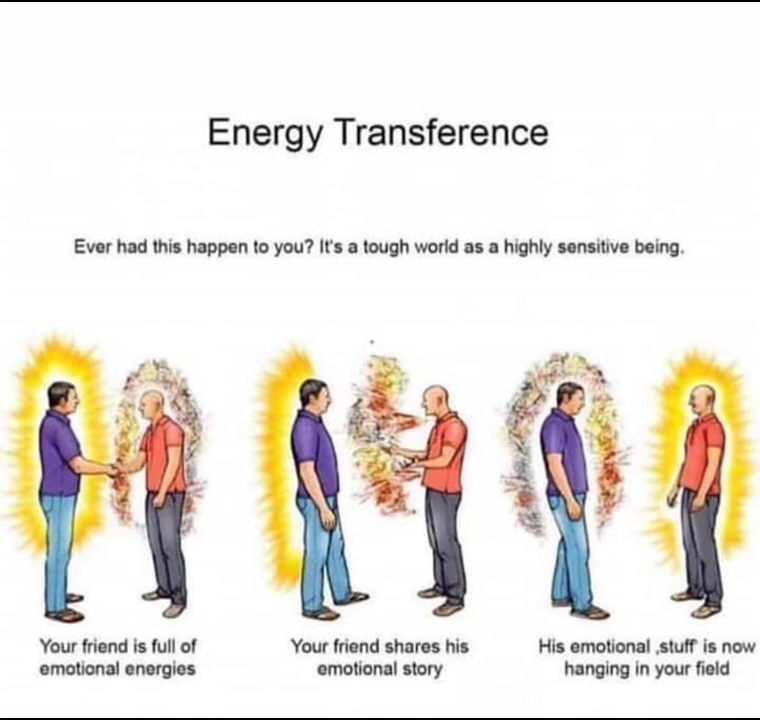 Energy Transference
Ever had this happen to you? It's a tough world as a highly sensitive being.
Your friend is full of
emotional energies
Your friend shares his
emotional story
His emotional ,stuff' is now
hanging in your field